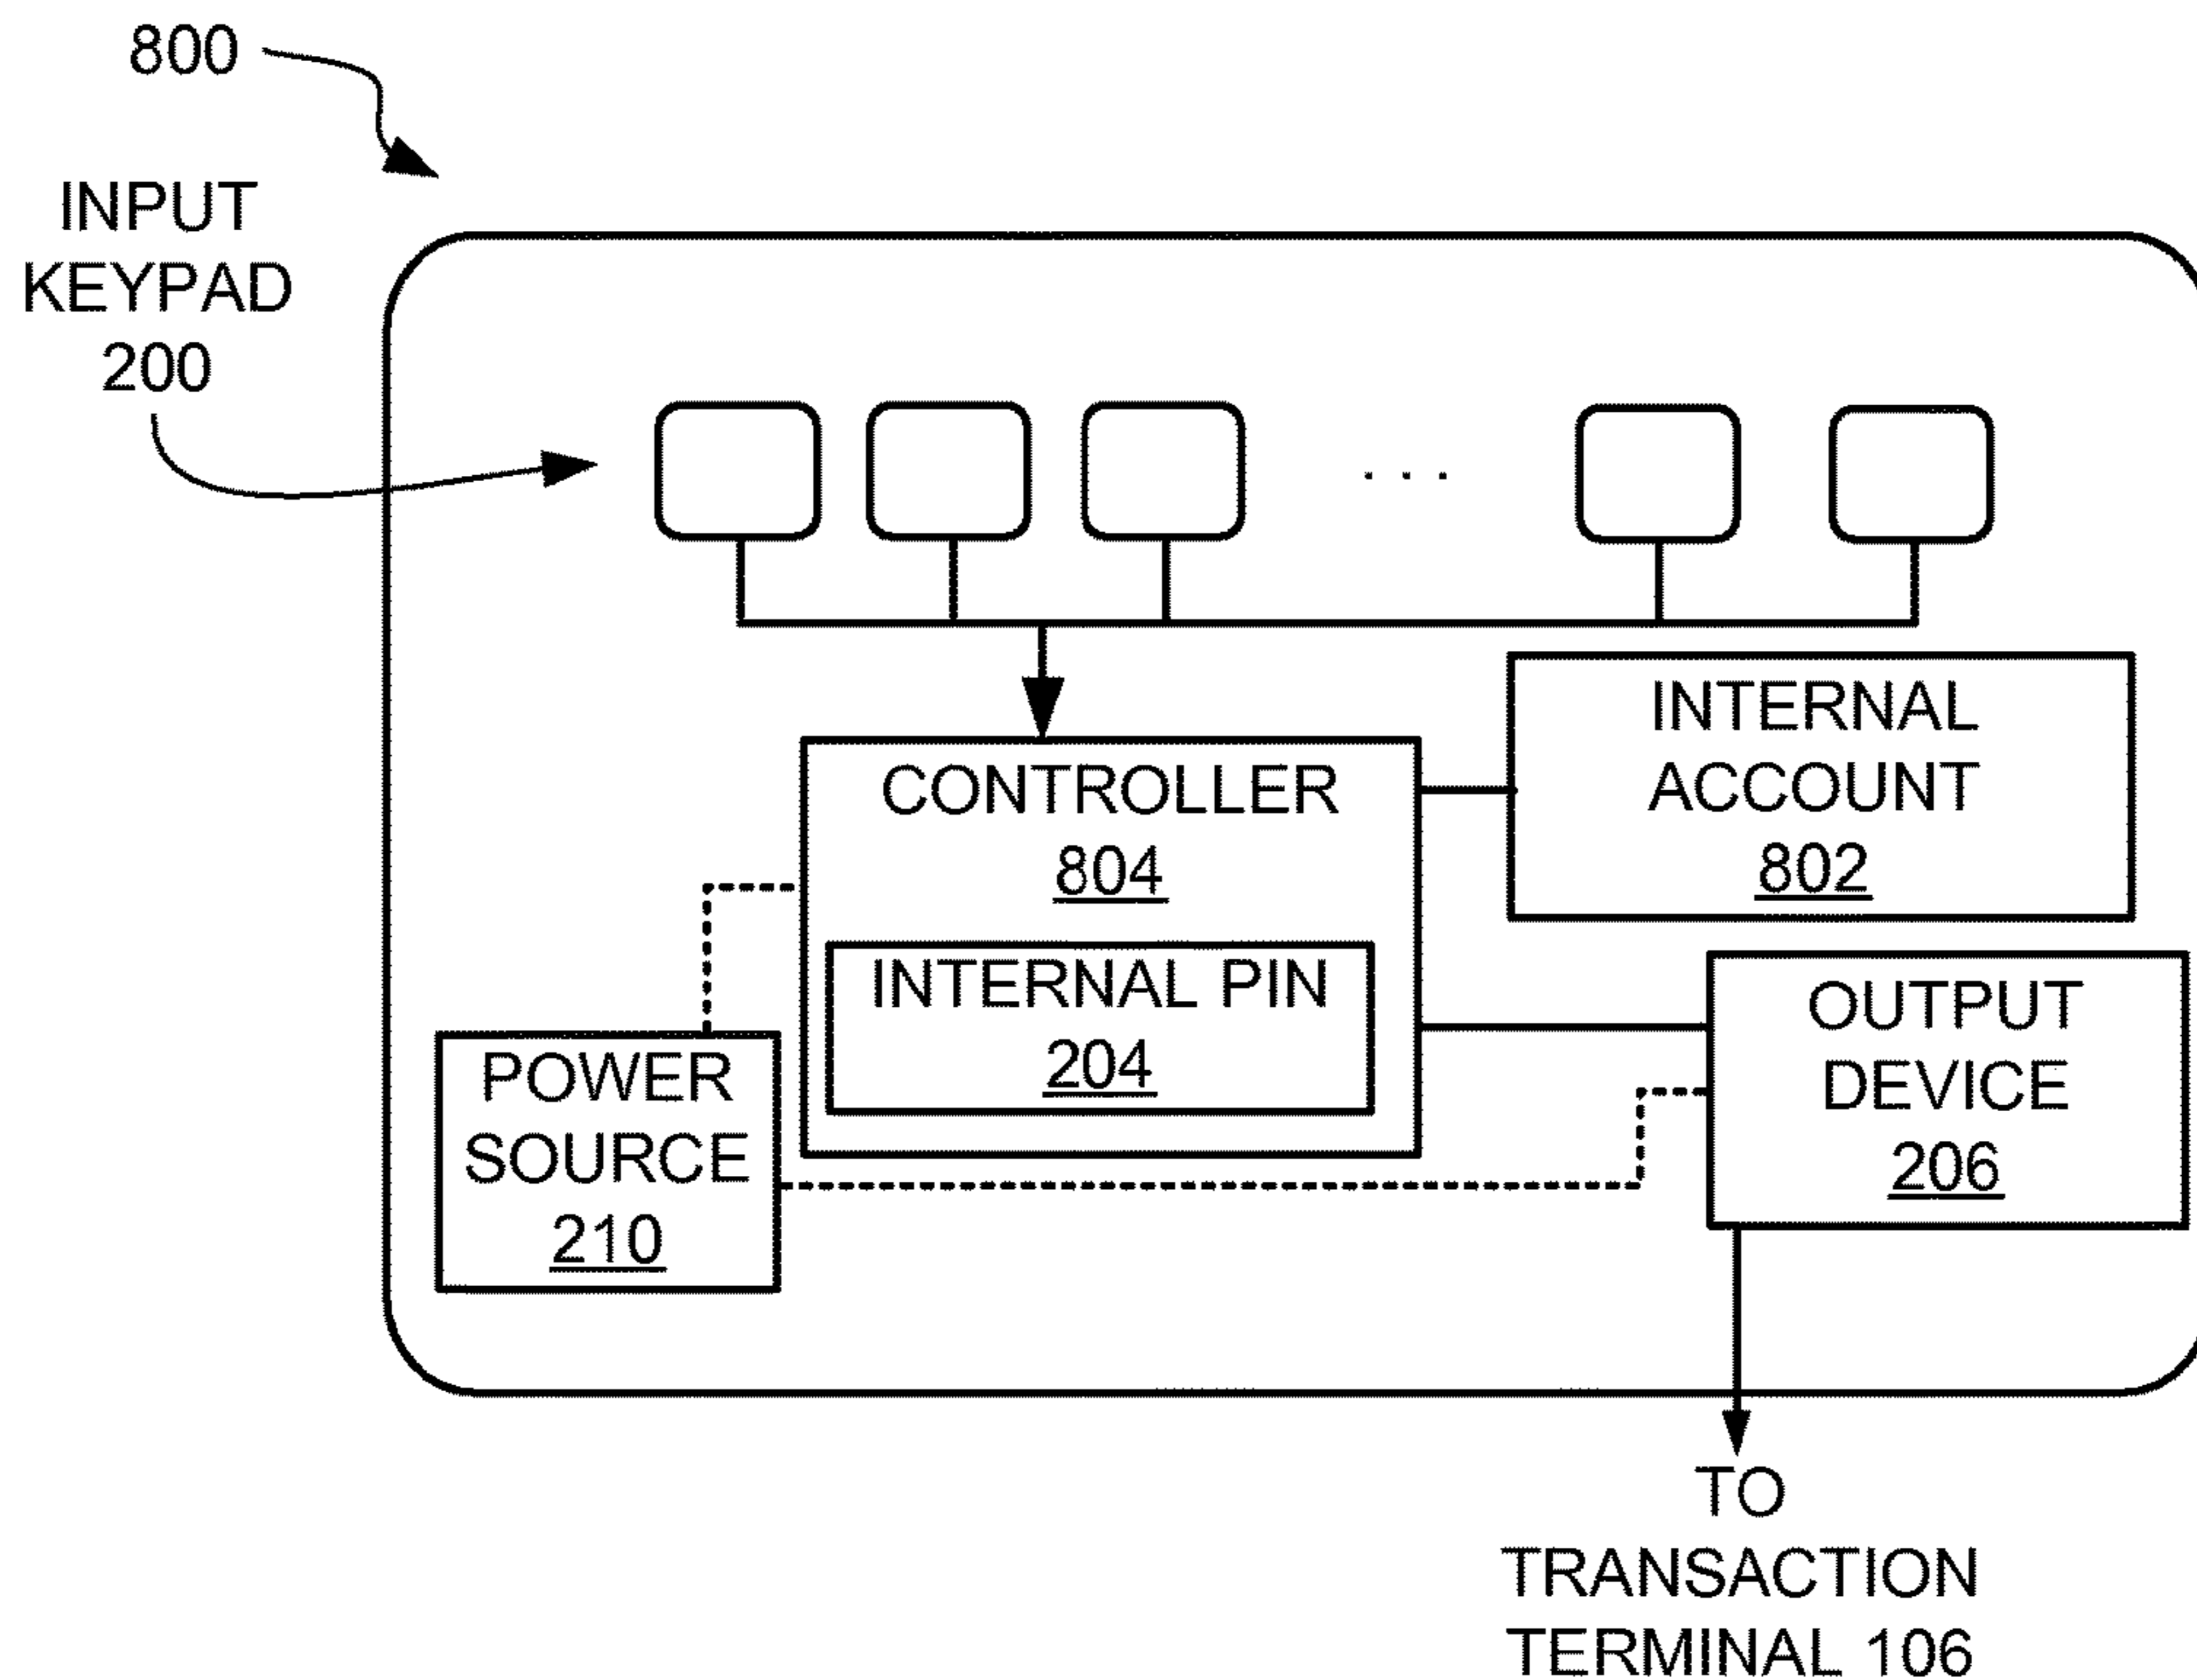 800
INPUT
KEYPAD
200
. . .
INTERNAL
ACCOUNT
802
CONTROLLER
804
INTERNAL PIN
204
POWER
SOURCE
210
OUTPUT
DEVICE
206
TO
TRANSACTION
TERMINAL 106